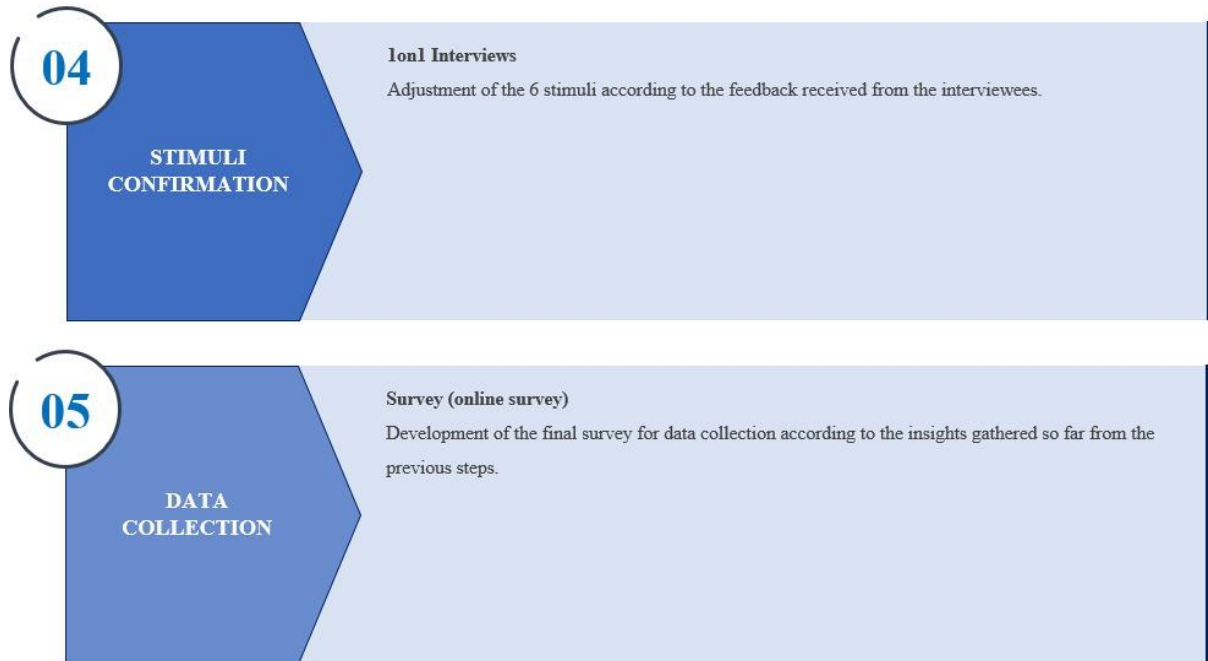 04
STIMULI
CONFIRMATION
1on1 Interviews
Adjustment of the 6 stimuli according to the feedback received from the interviewees.
05
DATA
COLLECTION
Survey (online survey)
Development of the final survey for data collection according to the insights gathered so far from the
previous steps.